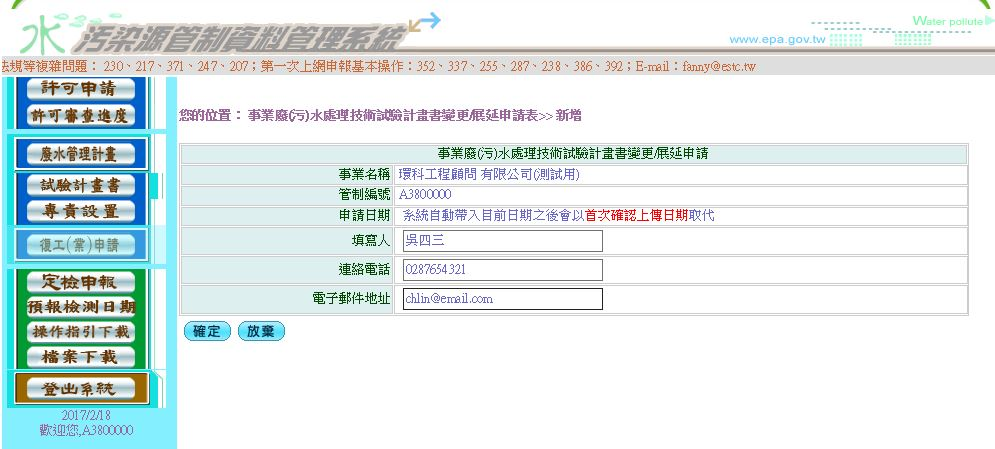 水 汚染源管制資料管理系統
Water pollute
www.epa.gov.tw
法規等複雜問題： 230、217、371、247、207；第一次上網申報基本操作：352、337、255、287、238、386、392；E-mail：fanny@estc.tw
許可申請
許可審查進度
廢水管理計畫
試驗計畫書
專責設置
復工(業)申請
定檢申報
預報檢測日期
操作指引下載
檔案下載
登出系統
2017/2/18
歡迎您,A3800000
您的位置： 事業廢(污)水處理技術試驗計畫書變更/展延申請表>> 新增
事業廢(污)水處理技術試驗計畫書變更/展延申請
事業名稱 環科工程顧問 有限公司(測試用)
管制編號 A3800000
申請日期 系統自動帶入目前日期之後會以首次確認上傳日期取代
填寫人 吳四三
連絡電話 0287654321
電子郵件地址 chlin@email.com
確定 放棄